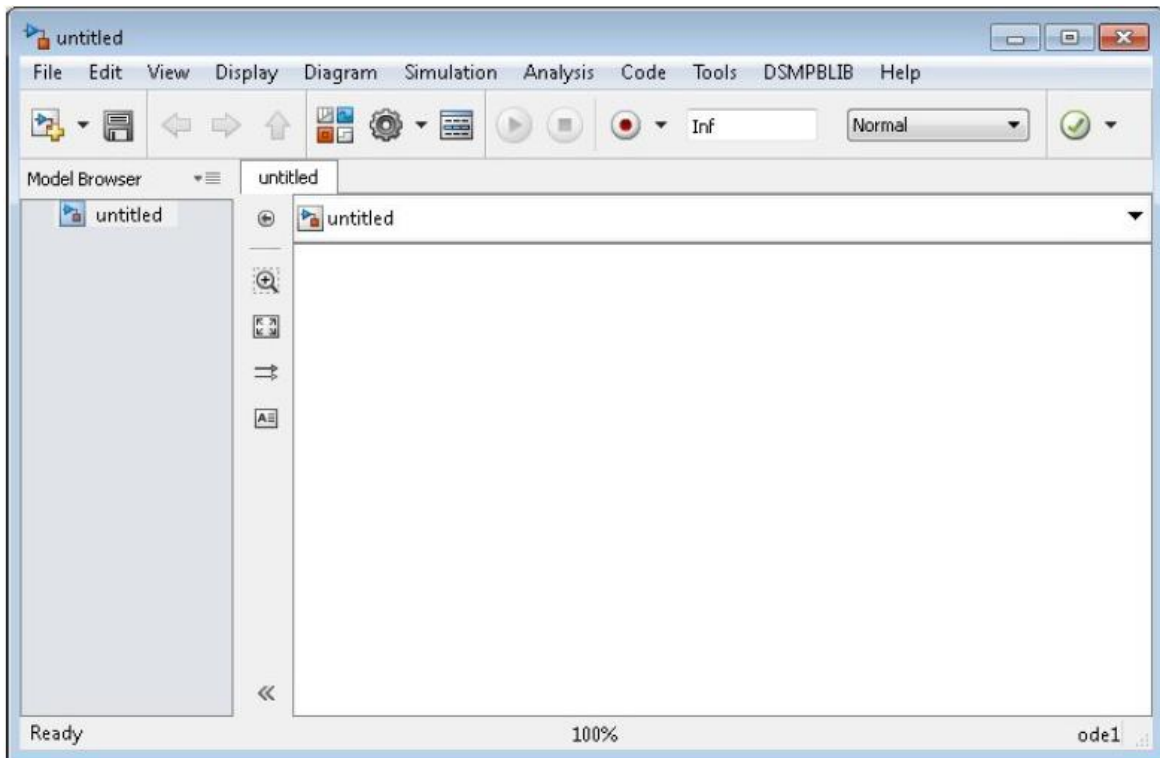 untitled
File Edit View Display Diagram Simulation Analysis Code Tools DSMPBLIB Help
Inf Normal
Model Browser untitled
untitled untitled
Ready 100% ode1